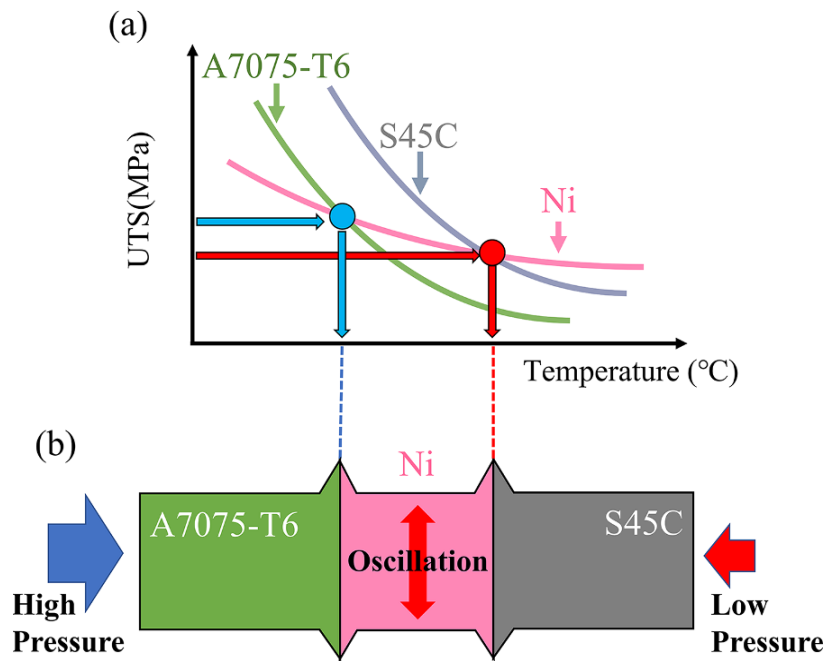 (a)
A7075-T6
S45C
Ni
UTS(MPa)
Temperature (℃)
(b)
Ni
A7075-T6
S45C
Oscillation
High
Pressure
Low
Pressure